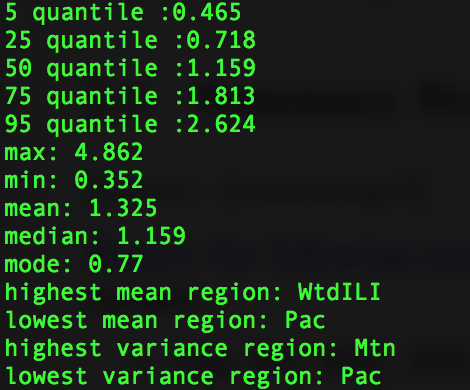 5 quantile :0.465
25 quantile :0.718
50 quantile :1.159
75 quantile :1.813
95 quantile :2.624
max: 4.862
min: 0.352
mean: 1.325
median: 1.159
mode: 0.77
highest mean region: WtdILI
lowest mean region: Pac
highest variance region: Mtn
lowest variance region: Pac